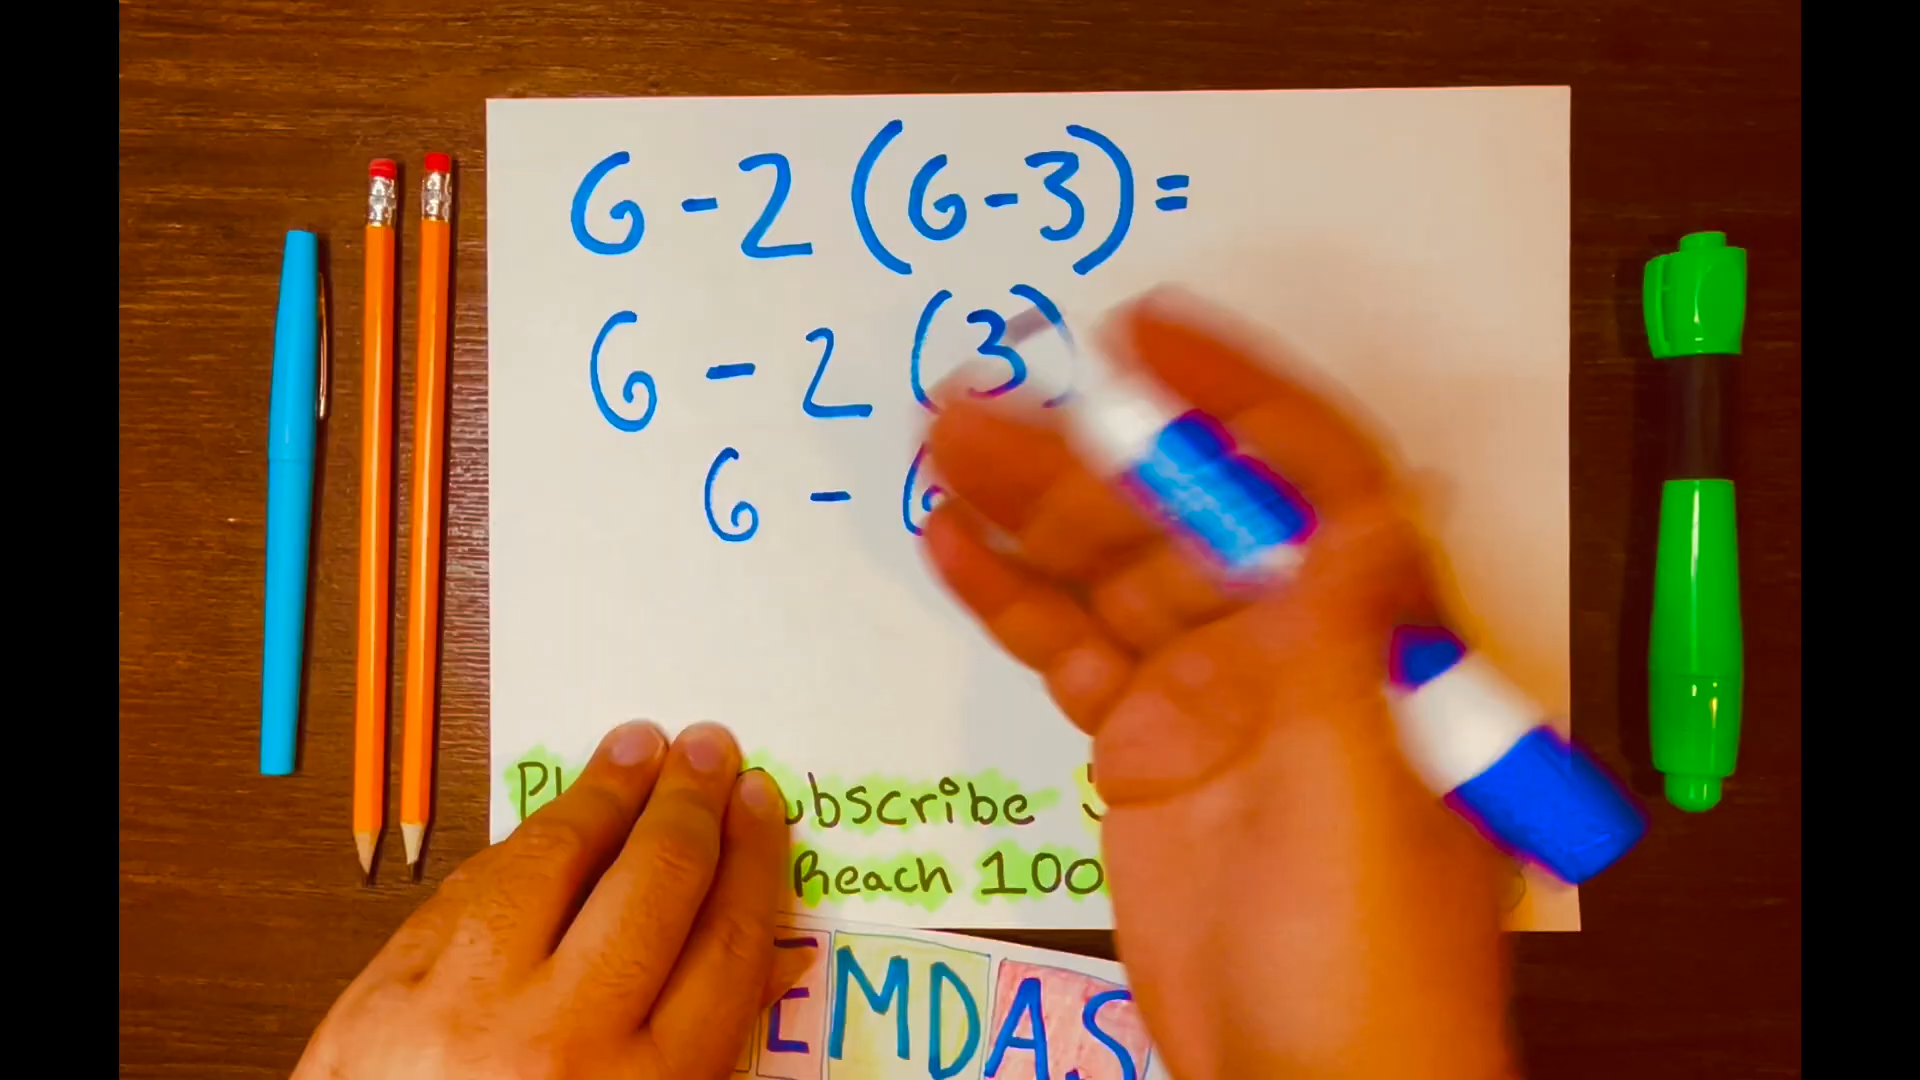 6 - 2 (6 - 3) =
6 - 2 (3)
6 - 6
ubscribe
Reach 100
EMDAS